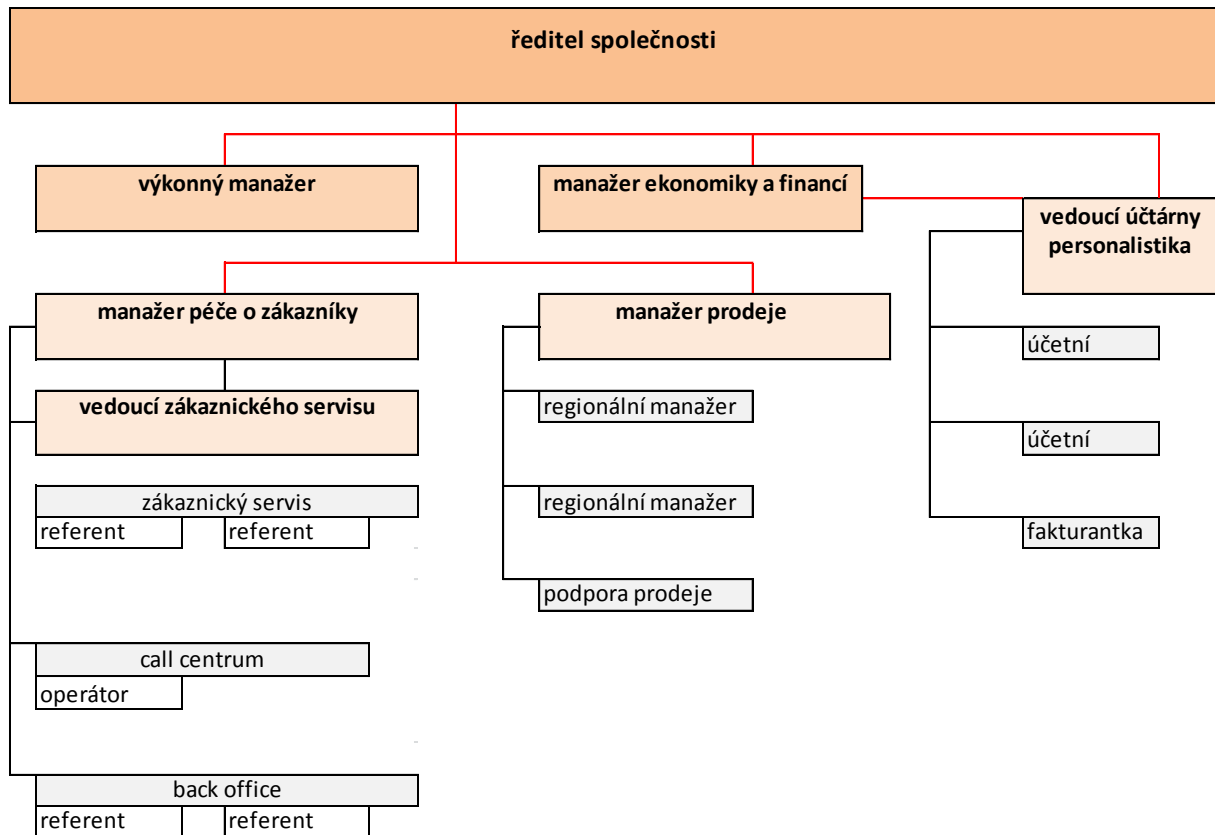 ředitel společnosti
výkonný manažer
manažer ekonomiky a financí
vedoucí účtárny
personalistika
manažer péče o zákazníky
manažer prodeje
účetní
vedoucí zákaznického servisu
regionální manažer
účetní
zákaznický servis
regionální manažer
referent
referent
fakturantka
podpora prodeje
call centrum
operátor
back office
referent
referent